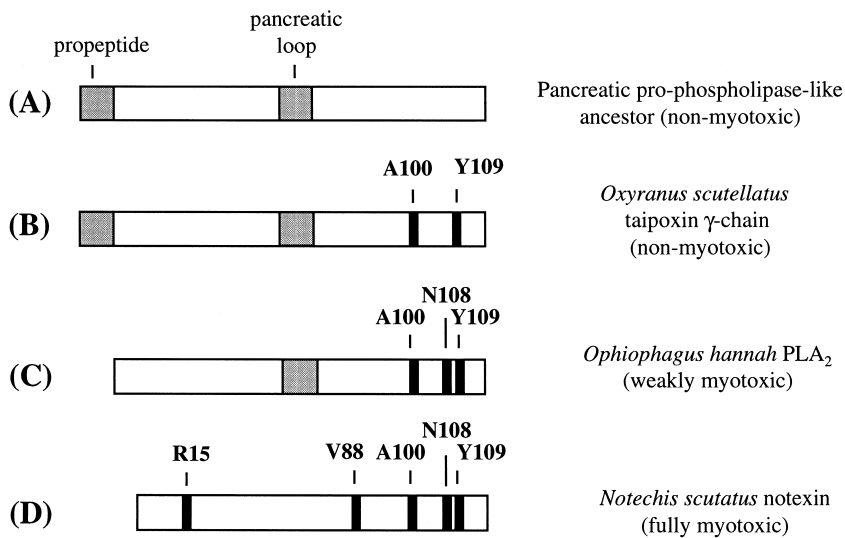 pancreatic
propeptide loop
(A)
Pancreatic pro-phospholipase-like
ancestor (non-myotoxic)
A100 Y109
(B)
Oxyranus scutellatus
taipoxin γ-chain
(non-myotoxic)
N108
A100 Y109
(C)
Ophiophagus hannah PLA₂
(weakly myotoxic)
N108
R15 V88 A100 Y109
(D)
Notechis scutatus notexin
(fully myotoxic)